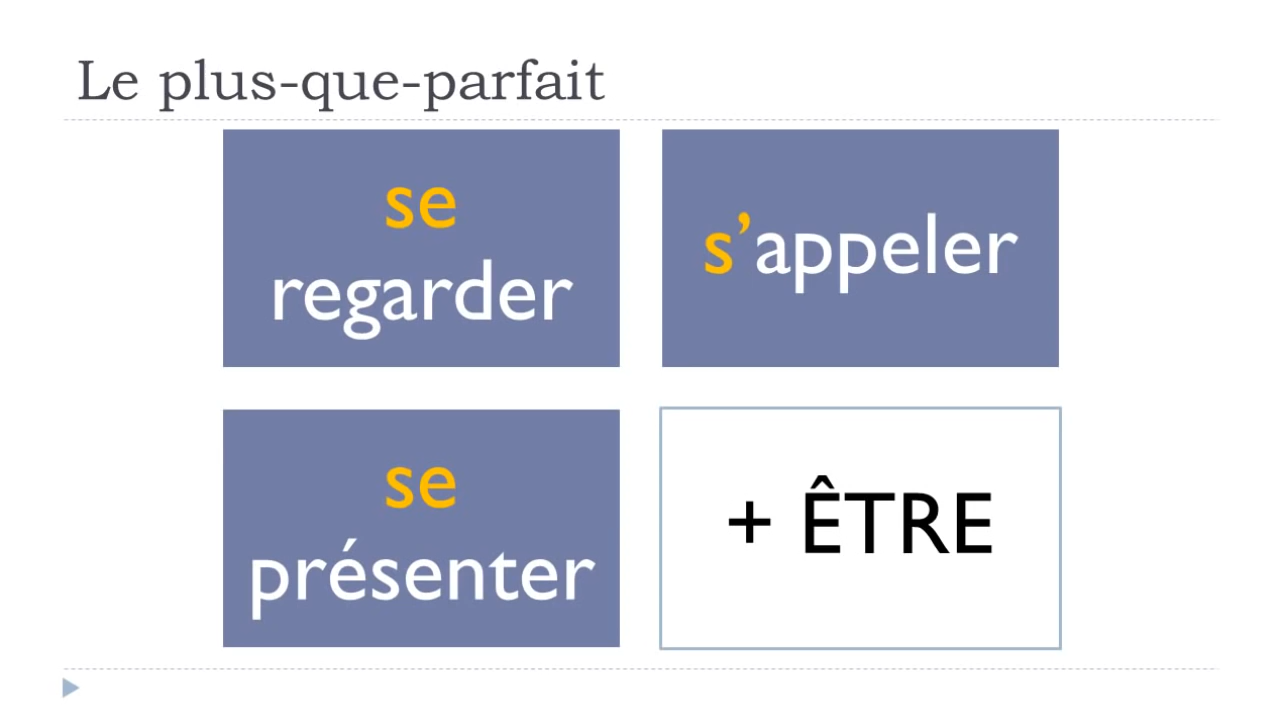 Le plus-que-parfait
se
regarder
s’appeler
se
présenter
+ ÊTRE